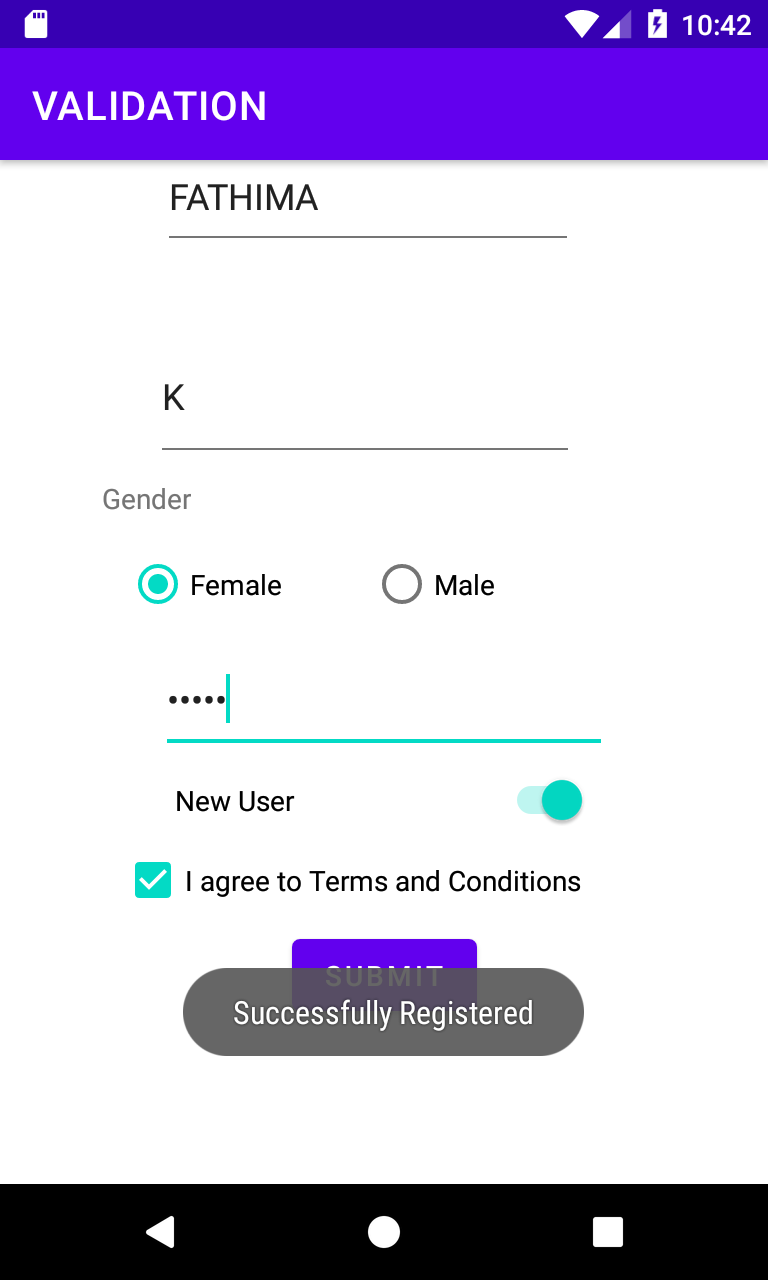 10:42
VALIDATION
FATHIMA
K
Gender
Female Male
•••••
New User
I agree to Terms and Conditions
SUBMIT
Successfully Registered